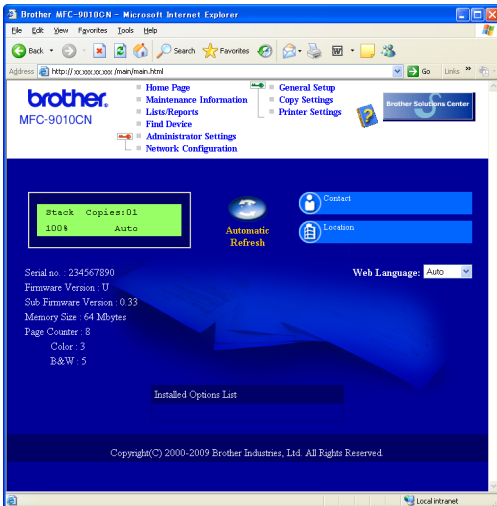 Brother MFC-9010CN - Microsoft Internet Explorer
File Edit View Favorites Tools Help
Back Search Favorites
Address http://xx.xxx.xx.xxx /main/main.html Go Links »
brother®
MFC-9010CN
Home Page
Maintenance Information
Lists/Reports
Find Device
Administrator Settings
Network Configuration
General Setup
Copy Settings
Printer Settings
Brother Solutions Center
Stack Copies:01
100% Auto
Automatic
Refresh
Contact
Location
Serial no. : 234567890
Firmware Version : U
Sub Firmware Version : 0.33
Memory Size : 64 Mbytes
Page Counter : 8
Color : 3
B&W : 5
Web Language: Auto
Installed Options List
Copyright(C) 2000-2009 Brother Industries, Ltd. All Rights Reserved.
Local intranet